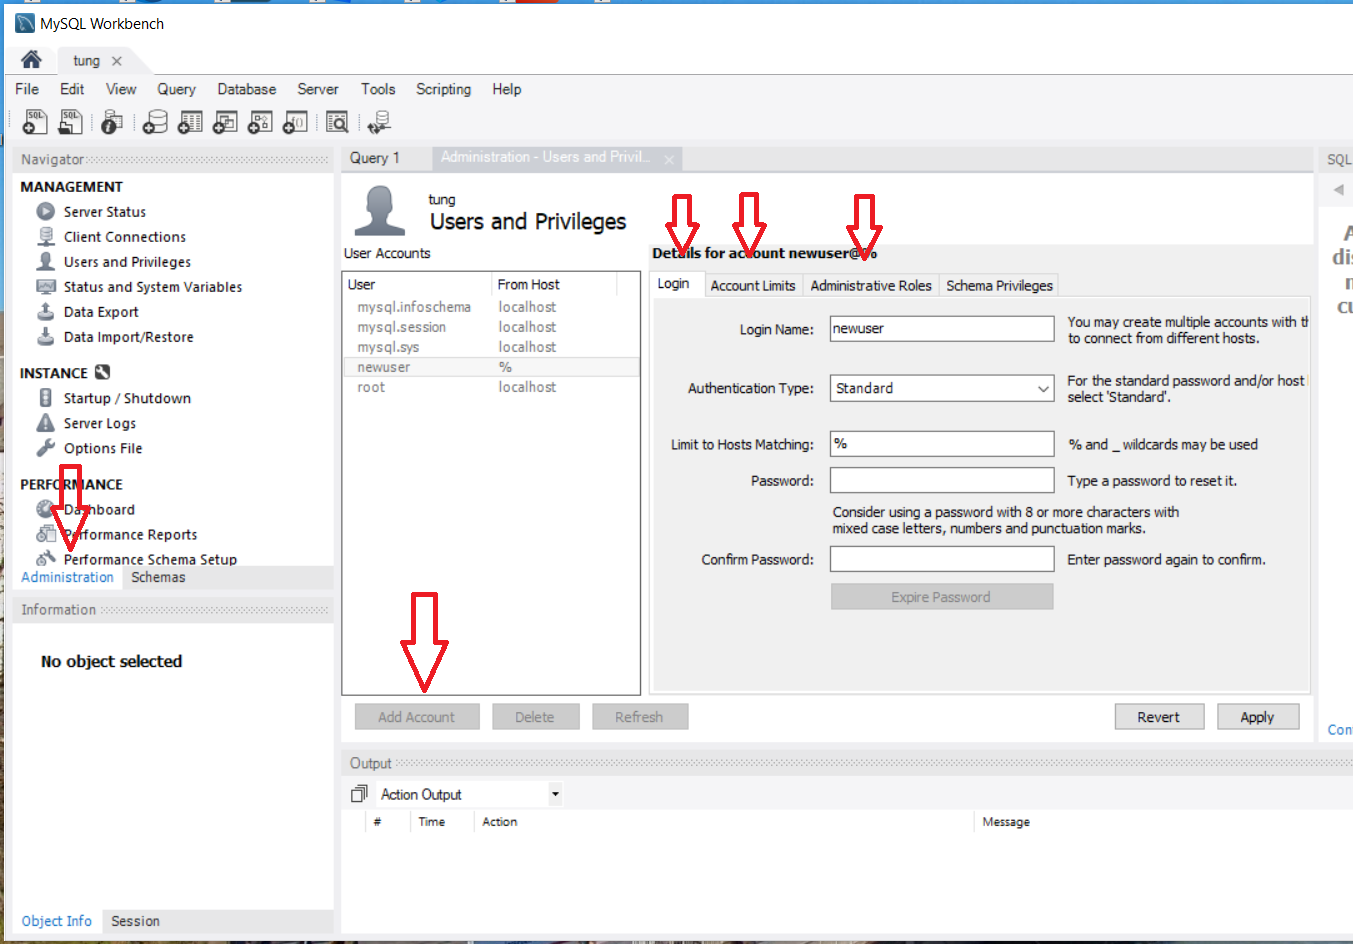 MySQL Workbench
tung
File Edit View Query Database Server Tools Scripting Help
SQL SQL
Navigator
MANAGEMENT
Server Status
Client Connections
Users and Privileges
Status and System Variables
Data Export
Data Import/Restore
INSTANCE
Startup / Shutdown
Server Logs
Options File
PERFORMANCE
Dashboard
Performance Reports
Performance Schema Setup
Administration Schemas
Information
No object selected
Object Info Session
Query 1 Administration - Users and Privil...
tung
Users and Privileges
User Accounts
User From Host
mysql.infoschema localhost
mysql.session localhost
mysql.sys localhost
newuser %
root localhost
Add Account Delete Refresh
Details for account newuser@%
Login Account Limits Administrative Roles Schema Privileges
Login Name: newuser
You may create multiple accounts with th
to connect from different hosts.
Authentication Type: Standard
For the standard password and/or host
select 'Standard'.
Limit to Hosts Matching: % % and _ wildcards may be used
Password: Type a password to reset it.
Consider using a password with 8 or more characters with
mixed case letters, numbers and punctuation marks.
Confirm Password: Enter password again to confirm.
Expire Password
Revert Apply
Output
Action Output
# Time Action Message
SQL
A
dis
cu
Con